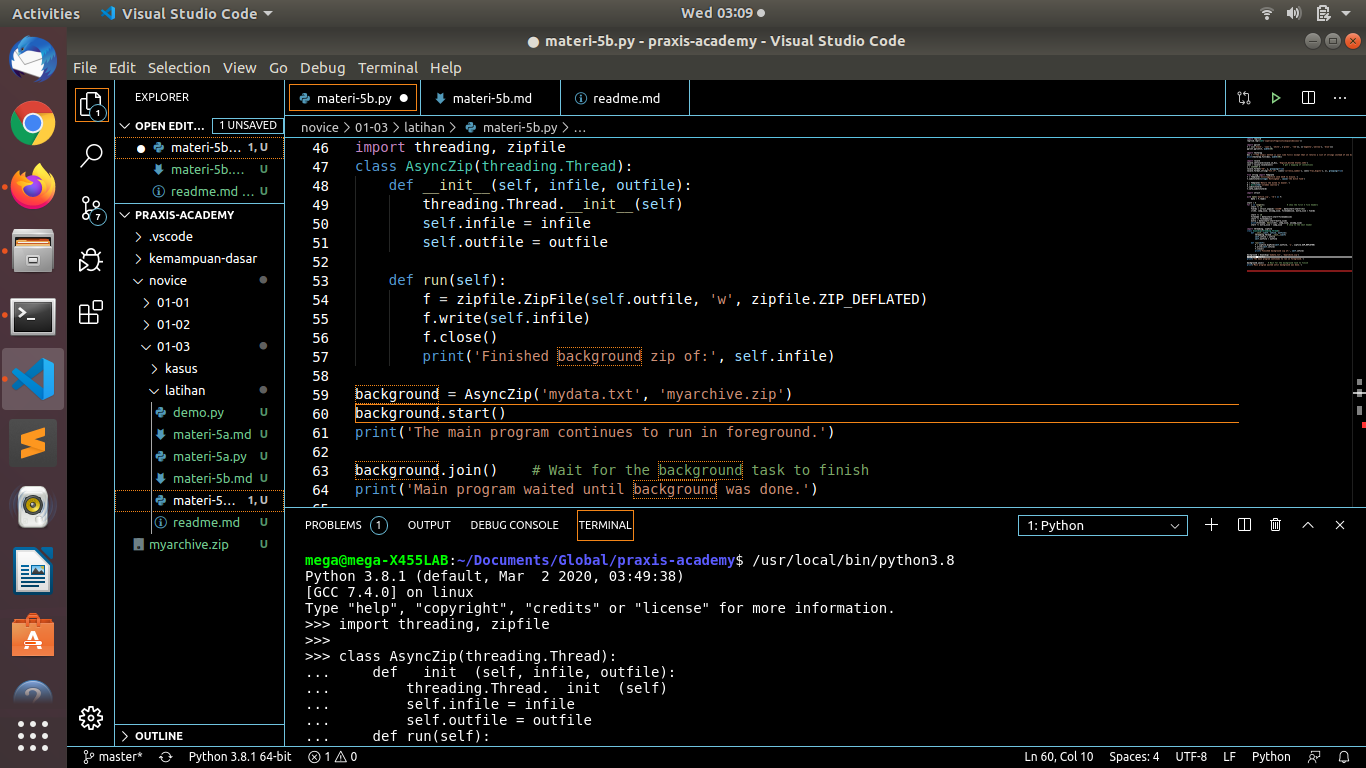 Activities Visual Studio Code Wed 03:09
materi-5b.py - praxis-academy - Visual Studio Code
File Edit Selection View Go Debug Terminal Help
EXPLORER
OPEN EDIT... 1 UNSAVED
materi-5b... 1, U
materi-5b.... U
readme.md ... U
PRAXIS-ACADEMY
.vscode
kemampuan-dasar
novice
01-01
01-02
01-03
kasus
latihan
demo.py U
materi-5a.md U
materi-5a.py U
materi-5b.md U
materi-5... 1, U
readme.md U
myarchive.zip U
OUTLINE
1
7
materi-5b.py materi-5b.md readme.md
novice > 01-03 > latihan > materi-5b.py > ...
46 import threading, zipfile
47 class AsyncZip(threading.Thread):
48     def __init__(self, infile, outfile):
49         threading.Thread.__init__(self)
50         self.infile = infile
51         self.outfile = outfile
52
53     def run(self):
54         f = zipfile.ZipFile(self.outfile, 'w', zipfile.ZIP_DEFLATED)
55         f.write(self.infile)
56         f.close()
57         print('Finished background zip of:', self.infile)
58
59 background = AsyncZip('mydata.txt', 'myarchive.zip')
60 background.start()
61 print('The main program continues to run in foreground.')
62
63 background.join()    # Wait for the background task to finish
64 print('Main program waited until background was done.')
PROBLEMS 1 OUTPUT DEBUG CONSOLE TERMINAL 1: Python
mega@mega-X455LAB:~/Documents/Global/praxis-academy$ /usr/local/bin/python3.8
Python 3.8.1 (default, Mar  2 2020, 03:49:38)
[GCC 7.4.0] on linux
Type "help", "copyright", "credits" or "license" for more information.
>>> import threading, zipfile
>>>
>>> class AsyncZip(threading.Thread):
...     def   init  (self, infile, outfile):
...         threading.Thread.  init  (self)
...         self.infile = infile
...         self.outfile = outfile
...     def run(self):
master* Python 3.8.1 64-bit 1 0 Ln 60, Col 10 Spaces: 4 UTF-8 LF Python